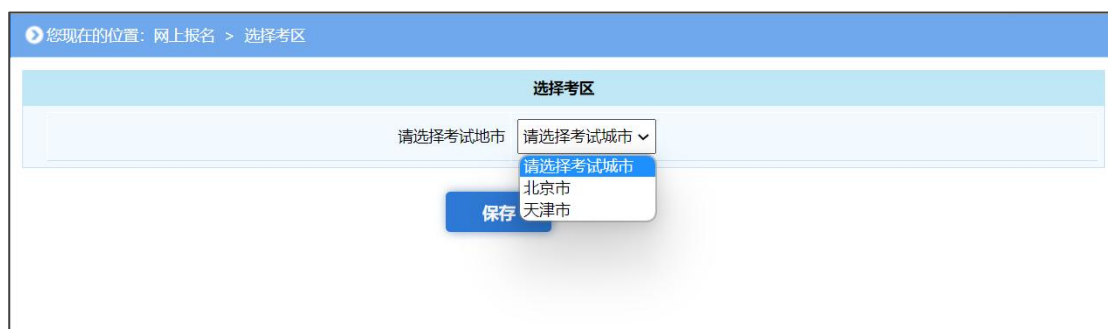 您现在的位置：网上报名 > 选择考区
选择考区
请选择考试地市 请选择考试城市
请选择考试城市
北京市
天津市
保存